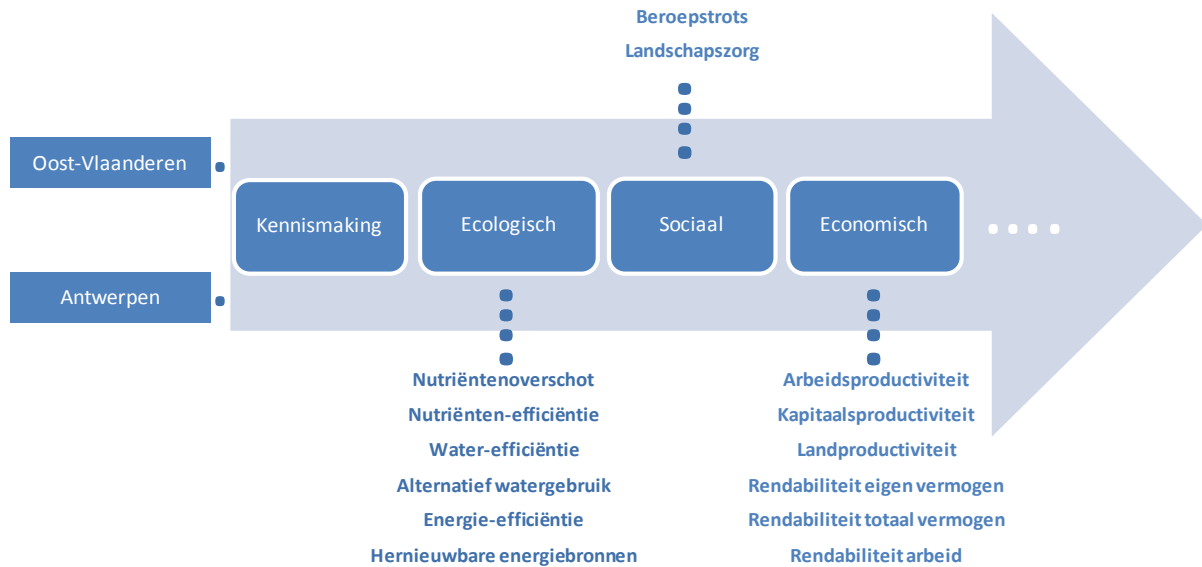 Beroepstrots
Landschapszorg
Oost-Vlaanderen
Antwerpen
Kennismaking
Ecologisch
Sociaal
Economisch
Nutriëntenoverschot
Nutriënten-efficiëntie
Water-efficiëntie
Alternatief watergebruik
Energie-efficiëntie
Hernieuwbare energiebronnen
Arbeidsproductiviteit
Kapitaalsproductiviteit
Landproductiviteit
Rendabiliteit eigen vermogen
Rendabiliteit totaal vermogen
Rendabiliteit arbeid